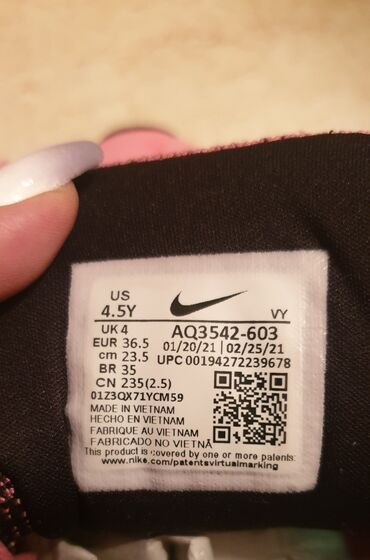 US
4.5Y
VY
UK 4
AQ3542-603
EUR 36.5
01/20/21 | 02/25/21
cm 23.5
UPC 00194272239678
BR 35
CN 235(2.5)
01Z3QX71YCM59
MADE IN VIETNAM
HECHO EN VIETNAM
FABRIQUE AU VIETNAM
FABRICADO NO VIETNÃ
This product is covered by one or more patents:
www.nike.com/patentsvirtualmarking